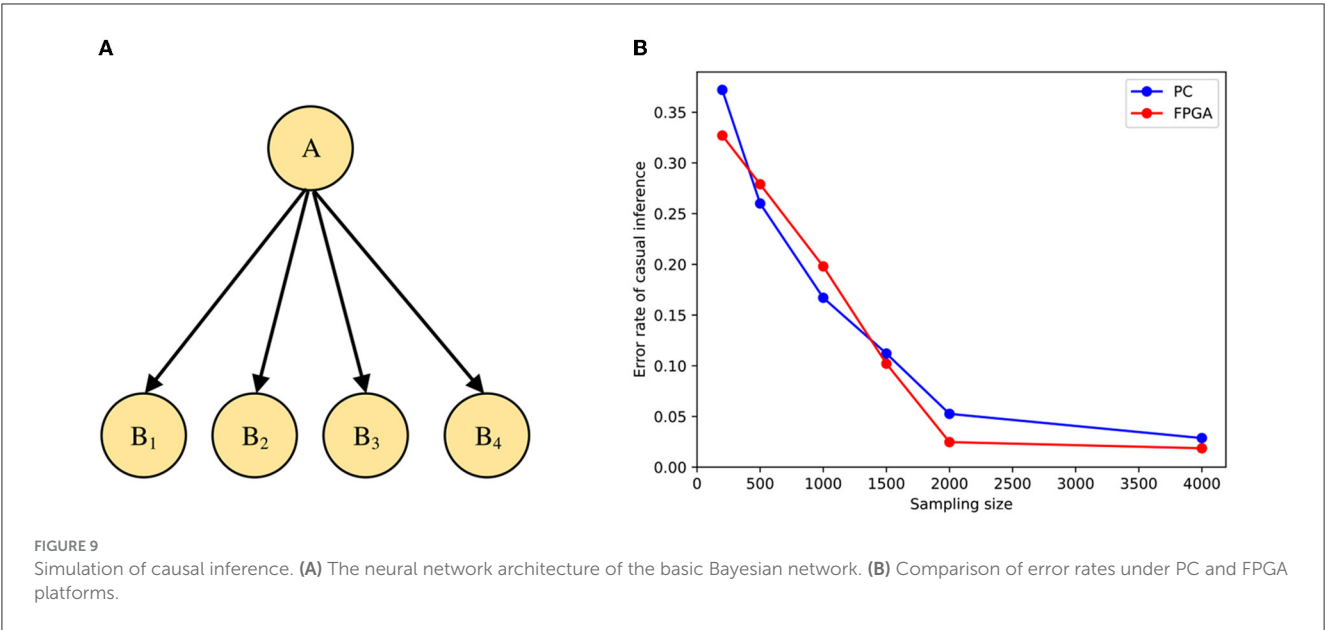 A
A
B₁
B₂
B₃
B₄
B
PC
FPGA
Error rate of casual inference
0.35
0.30
0.25
0.20
0.15
0.10
0.05
0.00
0 500 1000 1500 2000 2500 3000 3500 4000
Sampling size
FIGURE 9
Simulation of causal inference. (A) The neural network architecture of the basic Bayesian network. (B) Comparison of error rates under PC and FPGA
platforms.